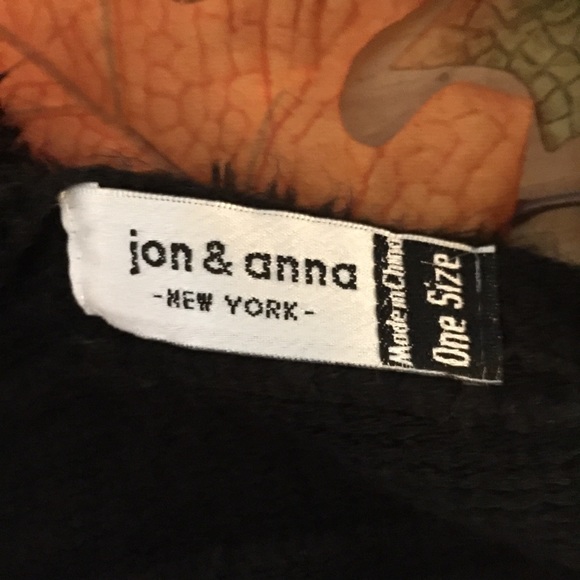 jon & anna
-NEW YORK-
Made in China
One Size